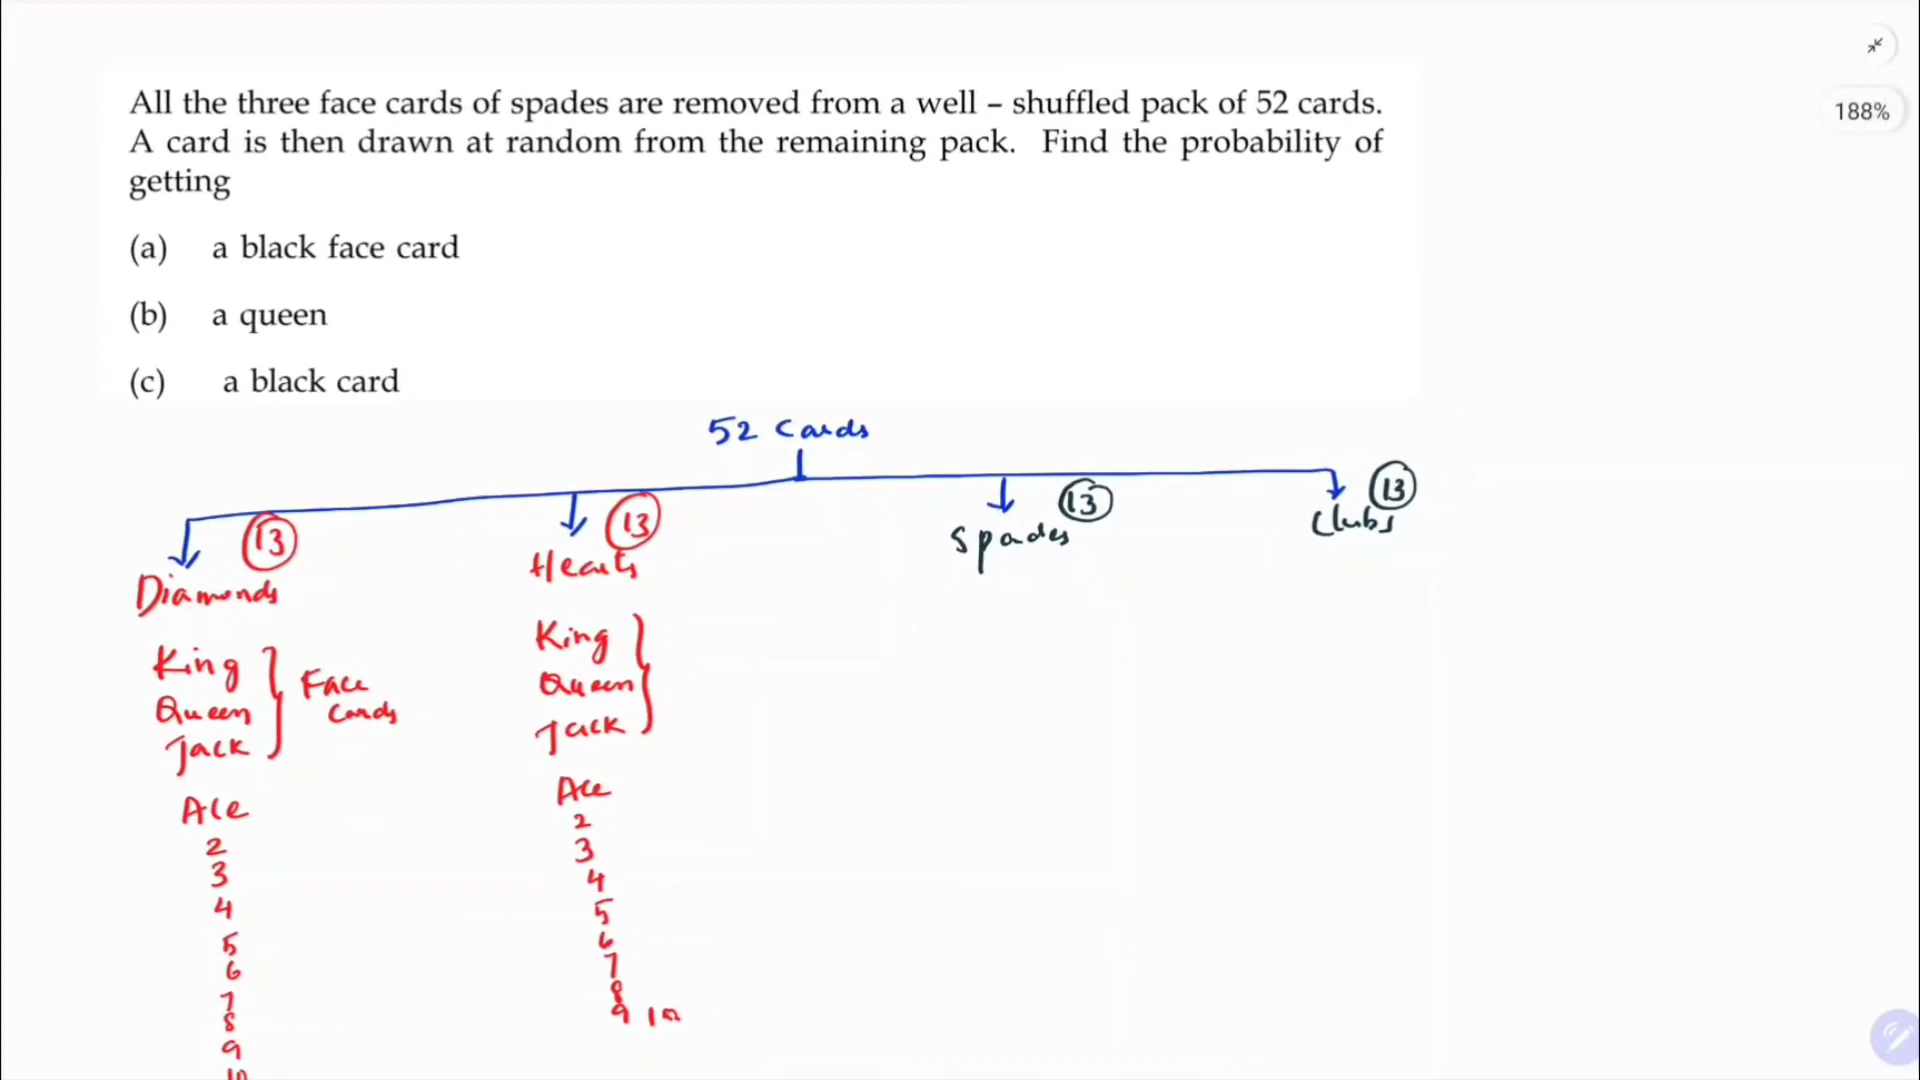 All the three face cards of spades are removed from a well – shuffled pack of 52 cards.
A card is then drawn at random from the remaining pack. Find the probability of
getting
(a) a black face card
(b) a queen
(c) a black card
188%
52 Cards
13
Diamonds
King
Queen
Jack
Face
Cards
Ace
2
3
4
5
6
7
8
9
10
13
Hearts
King
Queen
Jack
Ace
2
3
4
5
6
7
8
9 10
13
Spades
13
Clubs